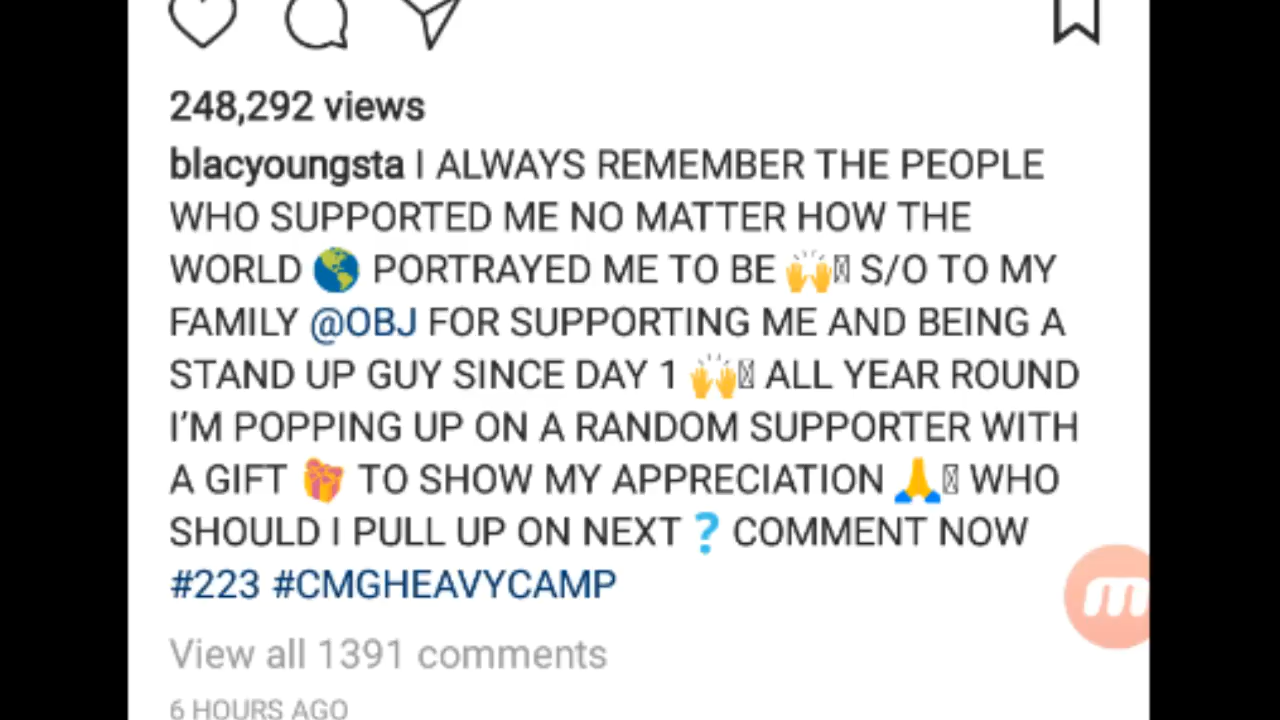 248,292 views
blacyoungsta I ALWAYS REMEMBER THE PEOPLE
WHO SUPPORTED ME NO MATTER HOW THE
WORLD 🌎 PORTRAYED ME TO BE 🙌 S/O TO MY
FAMILY @OBJ FOR SUPPORTING ME AND BEING A
STAND UP GUY SINCE DAY 1 🙌 ALL YEAR ROUND
I’M POPPING UP ON A RANDOM SUPPORTER WITH
A GIFT 🎁 TO SHOW MY APPRECIATION 🙏 WHO
SHOULD I PULL UP ON NEXT ❓ COMMENT NOW
#223 #CMGHEAVYCAMP
View all 1391 comments
6 HOURS AGO